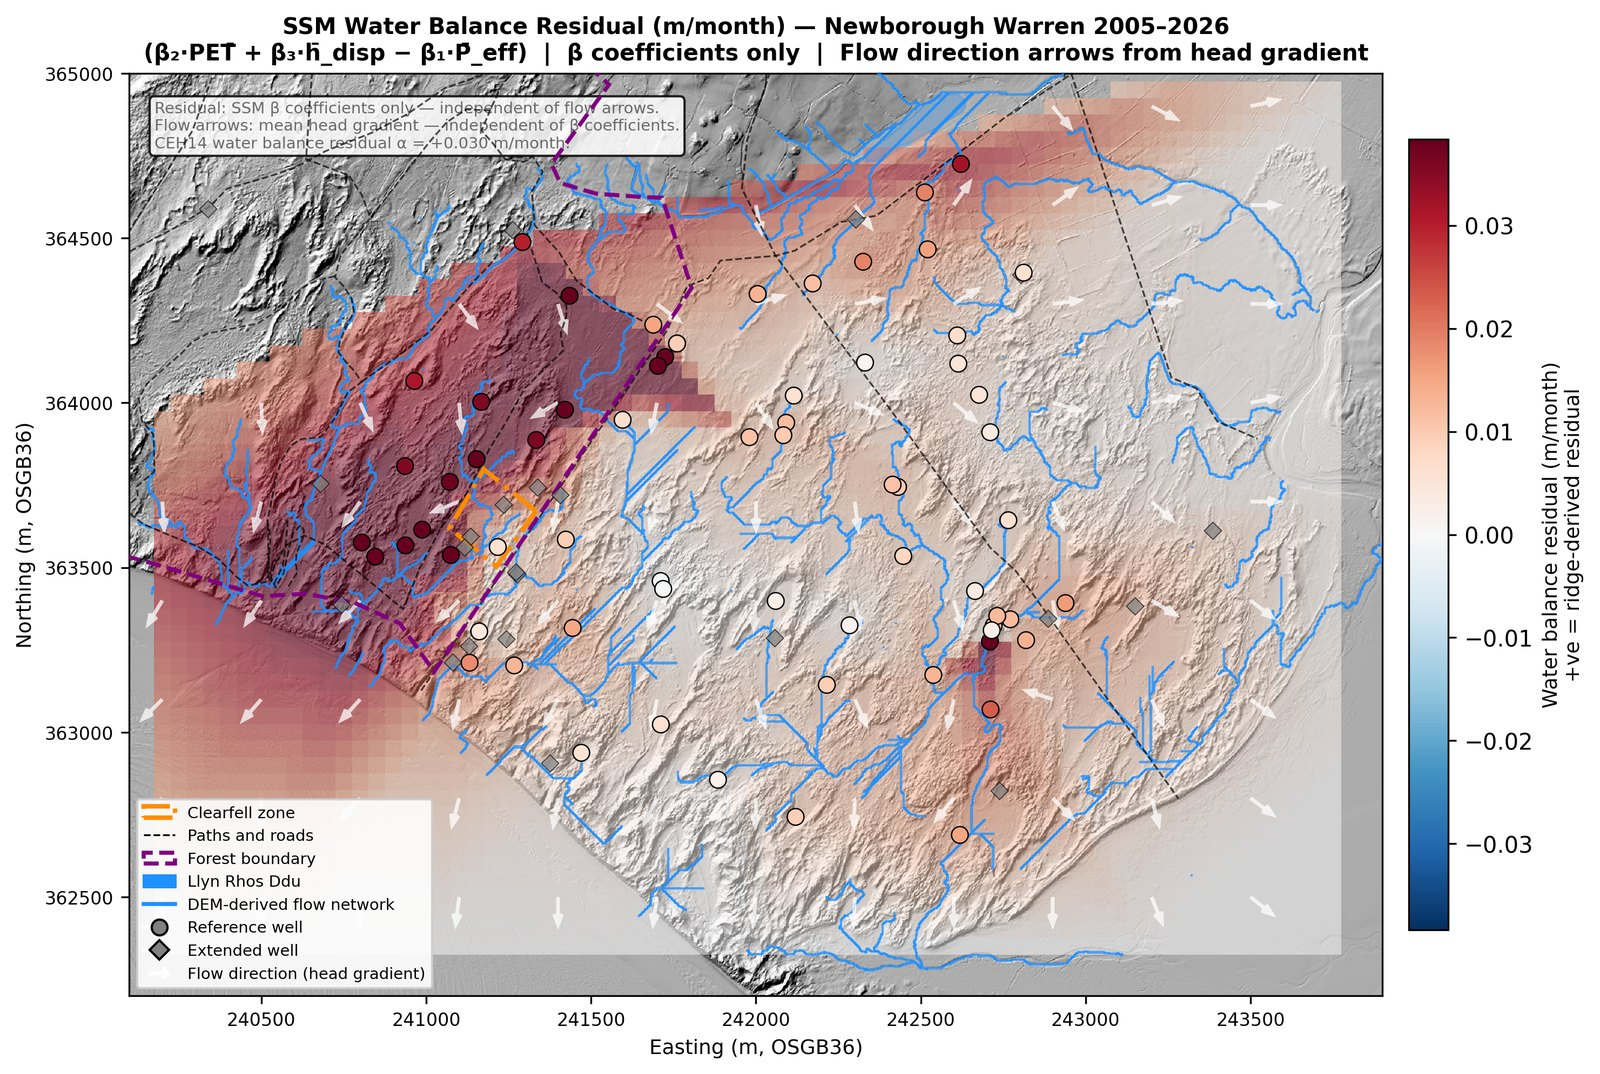 SSM Water Balance Residual (m/month) — Newborough Warren 2005–2026
(β₂·PET̄ + β₃·h̄_disp − β₁·P̄_eff)  |  β coefficients only  |  Flow direction arrows from head gradient
Residual: SSM β coefficients only — independent of flow arrows.
Flow arrows: mean head gradient — independent of β coefficients.
CEH14 water balance residual α = +0.030 m/month
365000
364500
364000
363500
363000
362500
Northing (m, OSGB36)
240500
241000
241500
242000
242500
243000
243500
Easting (m, OSGB36)
Clearfell zone
Paths and roads
Forest boundary
Llyn Rhos Ddu
DEM-derived flow network
Reference well
Extended well
Flow direction (head gradient)
0.03
0.02
0.01
0.00
−0.01
−0.02
−0.03
Water balance residual (m/month)
+ve = ridge-derived residual